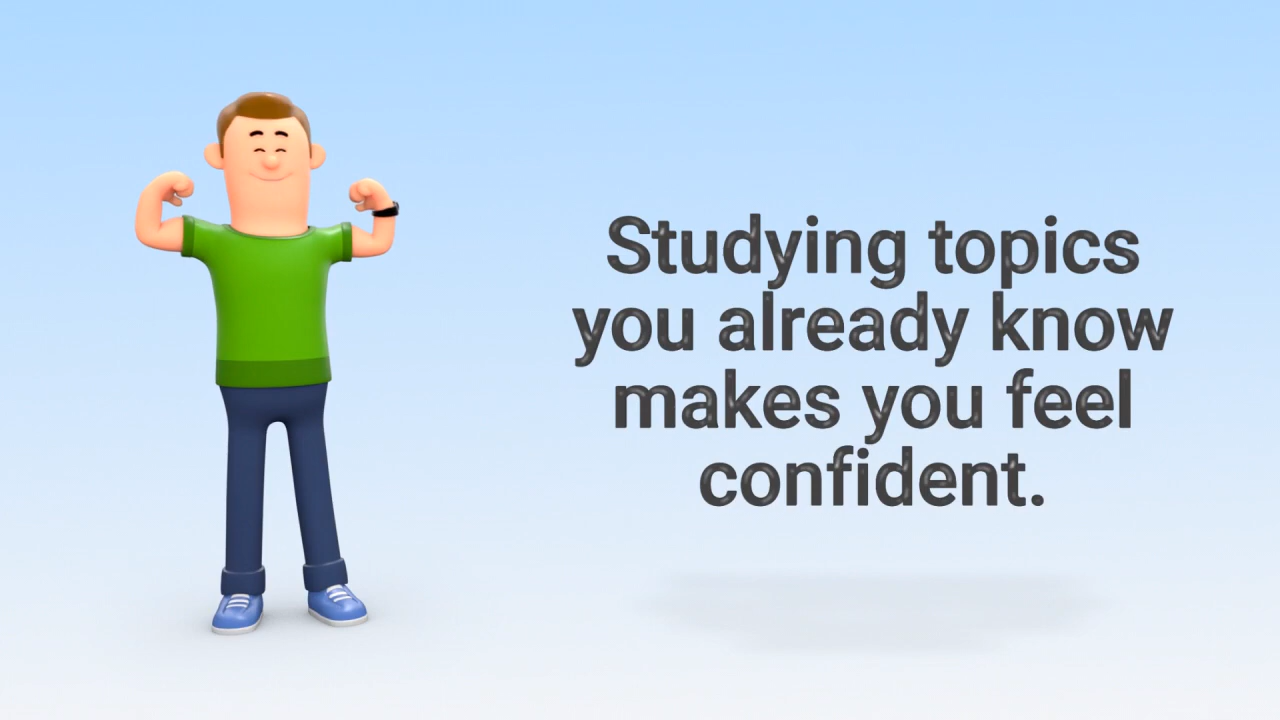 Studying topics
you already know
makes you feel
confident.